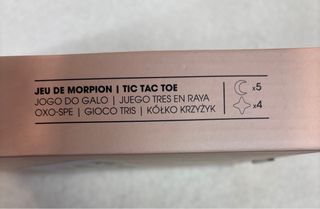 JEU DE MORPION | TIC TAC TOE
JOGO DO GALO | JUEGO TRES EN RAYA
OXO-SPE | GIOCO TRIS | KÓŁKO KRZYŻYK
x5
x4